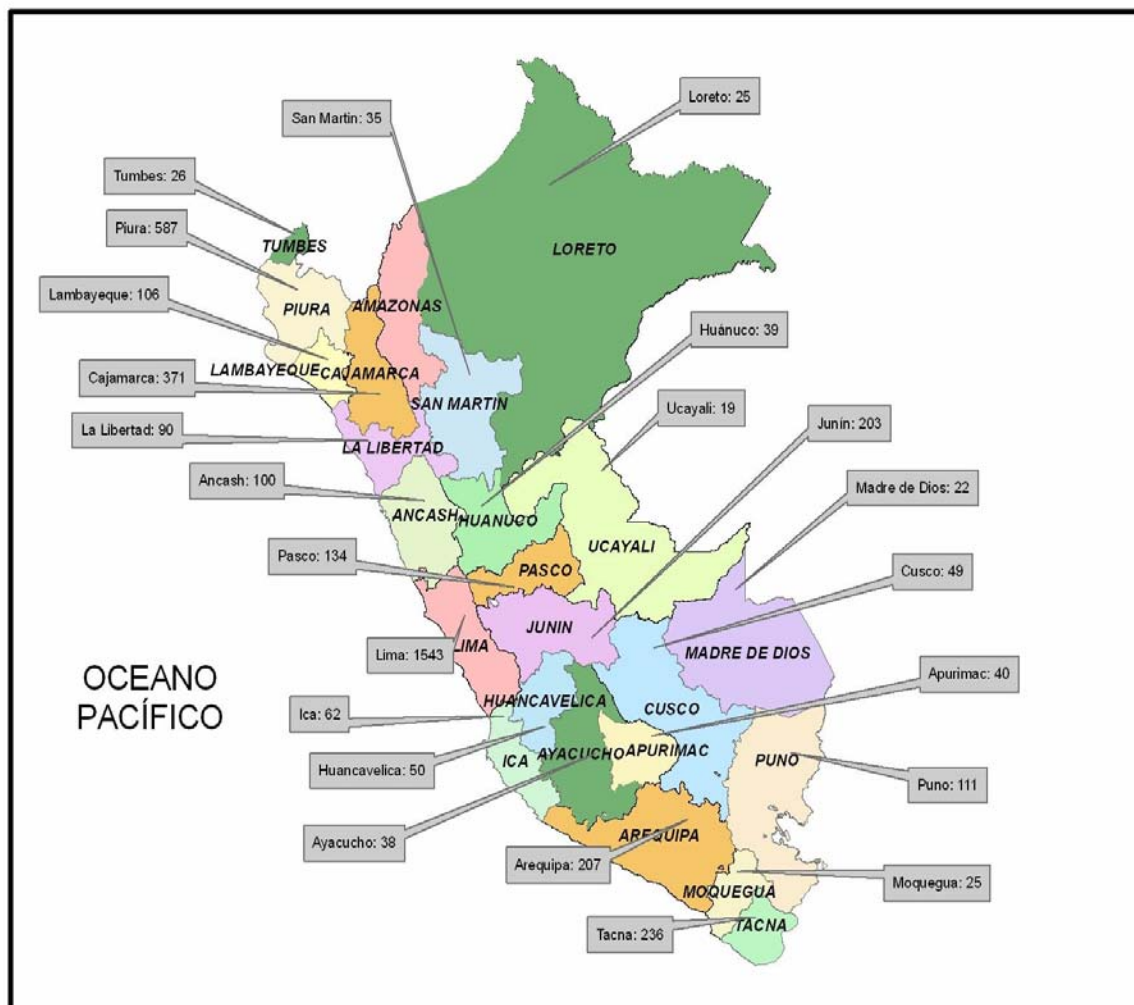 Loreto: 25
San Martín: 35
Tumbes: 26
Piura: 587
TUMBES
LORETO
Lambayeque: 106
PIURA
AMAZONAS
Huánuco: 39
LAMBAYEQUE
CAJAMARCA
Cajamarca: 371
SAN MARTIN
Ucayali: 19
Junín: 203
La Libertad: 90
LA LIBERTAD
Ancash: 100
Madre de Dios: 22
ANCASH
HUANUCO
UCAYALI
Pasco: 134
PASCO
Cusco: 49
JUNIN
Lima: 1543
LIMA
MADRE DE DIOS
Apurimac: 40
OCEANO
PACÍFICO
HUANCAVELICA
CUSCO
Ica: 62
AYACUCHO
APURIMAC
ICA
PUNO
Huancavelica: 50
Puno: 111
Ayacucho: 38
AREQUIPA
Arequipa: 207
MOQUEGUA
Moquegua: 25
TACNA
Tacna: 236